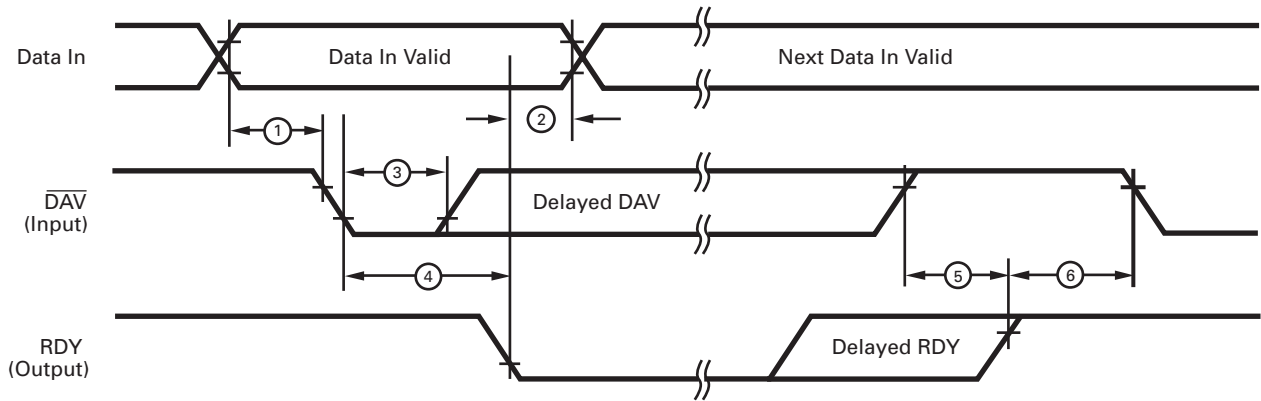 Data In
Data In Valid
Next Data In Valid
1
2
3
DAV
(Input)
Delayed DAV
4
5
6
RDY
(Output)
Delayed RDY